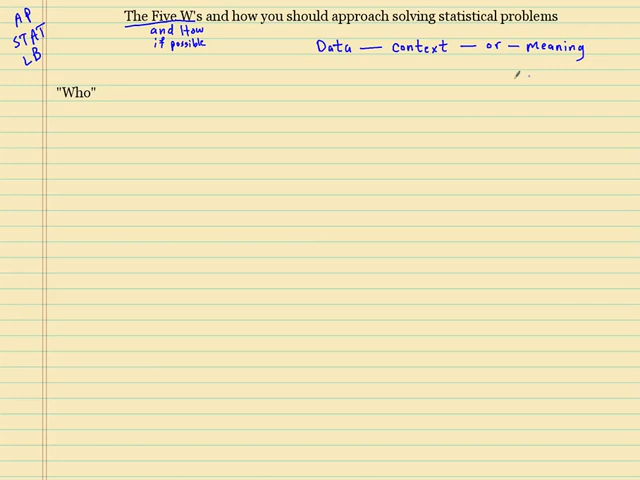 AP
STAT
LB
The Five W's and how you should approach solving statistical problems
and How
if possible
Data — context — or — meaning
"Who"